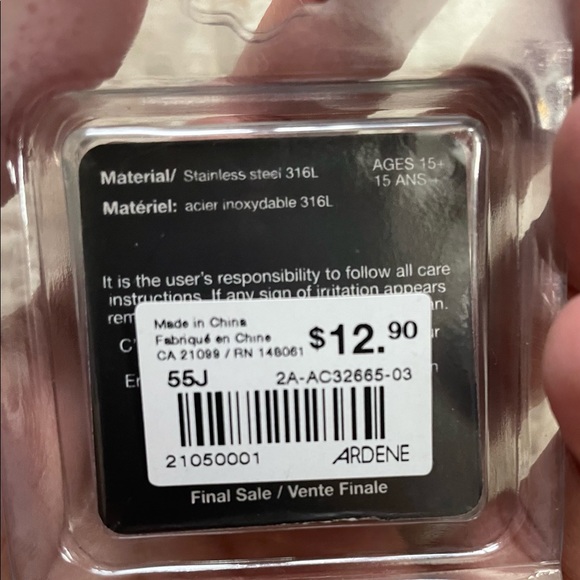 Material/ Stainless steel 316L
AGES 15+
15 ANS+
Matériel: acier inoxydable 316L
It is the user's responsibility to follow all care
instructions. If any sign of irritation appears
rem
Made in China
Fabriqué en Chine
CA 21099 / RN 148061
$12.90
55J
2A-AC32665-03
21050001
ARDENE
Final Sale / Vente Finale